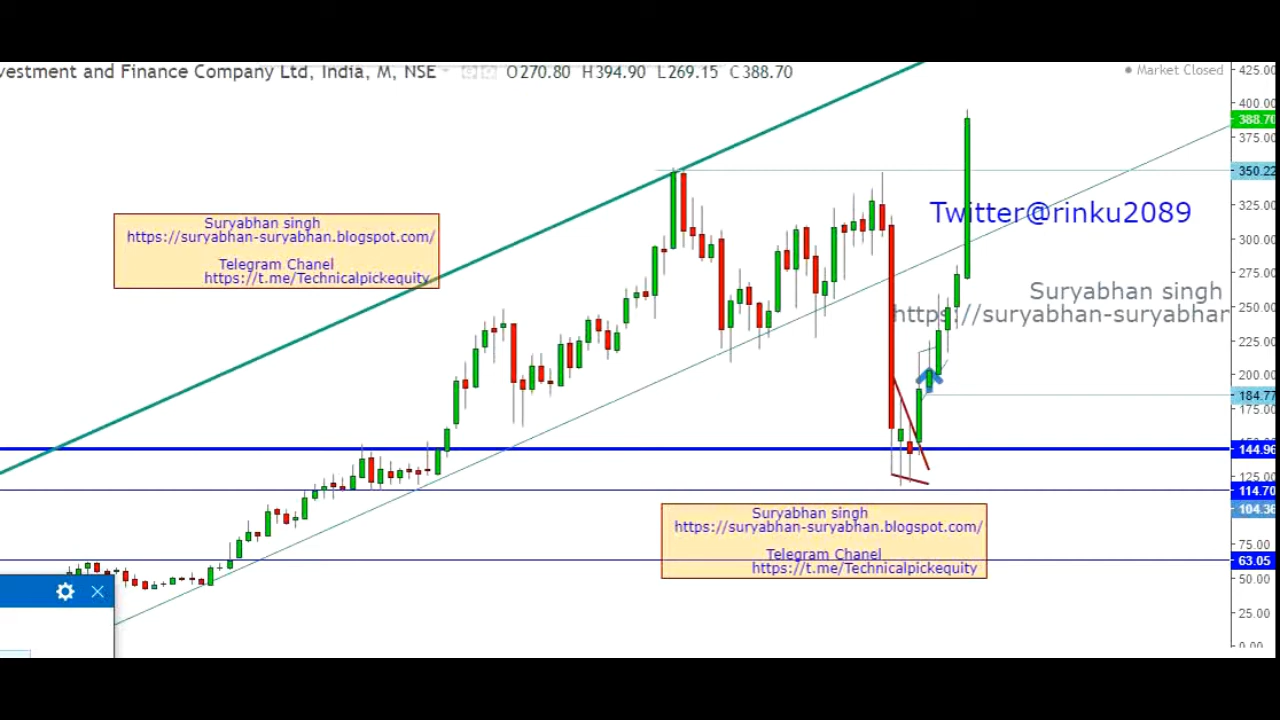 vestment and Finance Company Ltd, India, M, NSE O270.80 H394.90 L269.15 C388.70
Market Closed
425.00
400.00
388.70
375.00
350.22
325.00
300.00
275.00
250.00
225.00
200.00
184.77
175.00
144.96
125.00
114.70
104.36
75.00
63.05
50.00
25.00
0.00
Suryabhan singh
https://suryabhan-suryabhan.blogspot.com/
Telegram Chanel
https://t.me/Technicalpickequity
Twitter@rinku2089
Suryabhan singh
https://suryabhan-suryabhan
Suryabhan singh
https://suryabhan-suryabhan.blogspot.com/
Telegram Chanel
https://t.me/Technicalpickequity